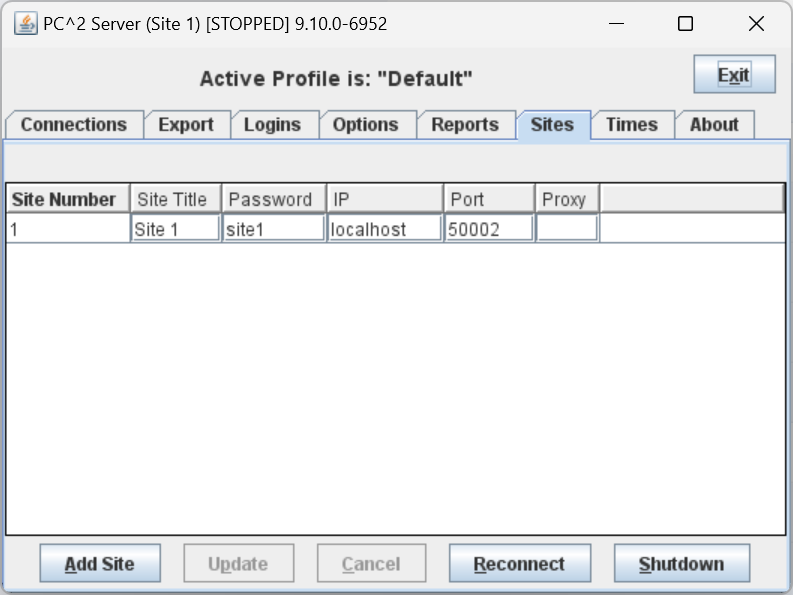 PC^2 Server (Site 1) [STOPPED] 9.10.0-6952
Active Profile is: "Default"
Exit
Connections Export Logins Options Reports Sites Times About
Site Number Site Title Password IP Port Proxy
1 Site 1 site1 localhost 50002
Add Site Update Cancel Reconnect Shutdown